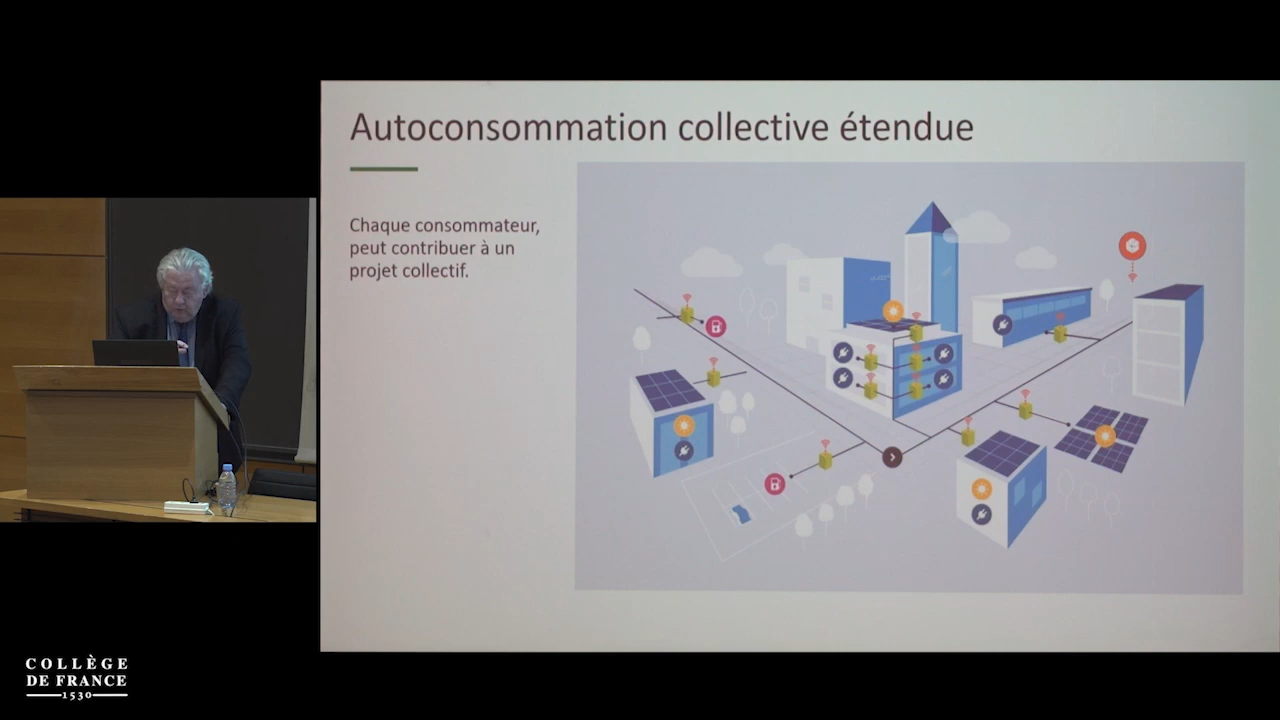 Autoconsommation collective étendue
Chaque consommateur,
peut contribuer à un
projet collectif.
COLLÈGE
DE FRANCE
1530